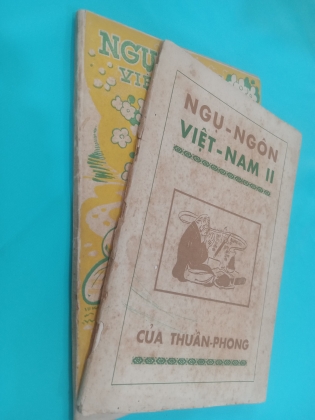 NGỤ
VIỆ
NGỤ-NGÔN
VIỆT-NAM II
CỦA THUẦN-PHONG